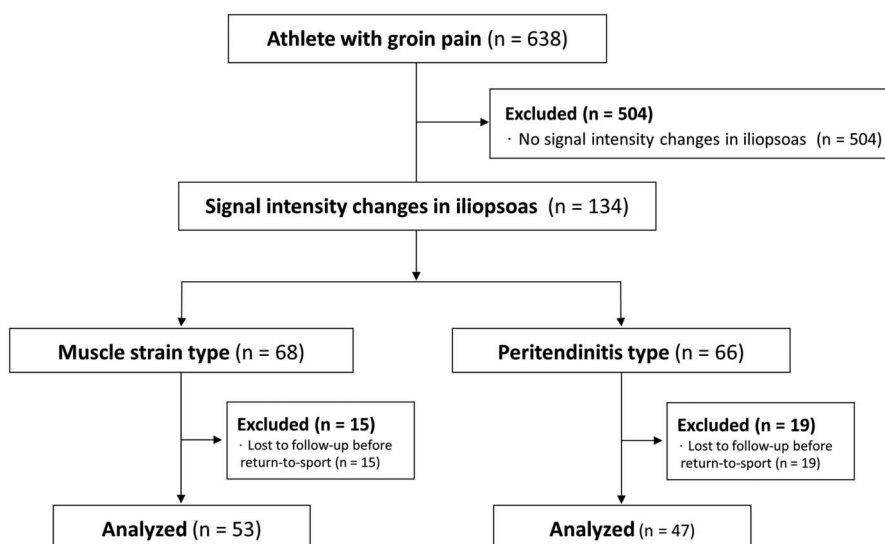 Athlete with groin pain (n = 638)
Excluded (n = 504)
· No signal intensity changes in iliopsoas (n = 504)
Signal intensity changes in iliopsoas (n = 134)
Muscle strain type (n = 68)
Peritendinitis type (n = 66)
Excluded (n = 15)
· Lost to follow-up before
return-to-sport (n = 15)
Excluded (n = 19)
· Lost to follow-up before
return-to-sport (n = 19)
Analyzed (n = 53)
Analyzed (n = 47)